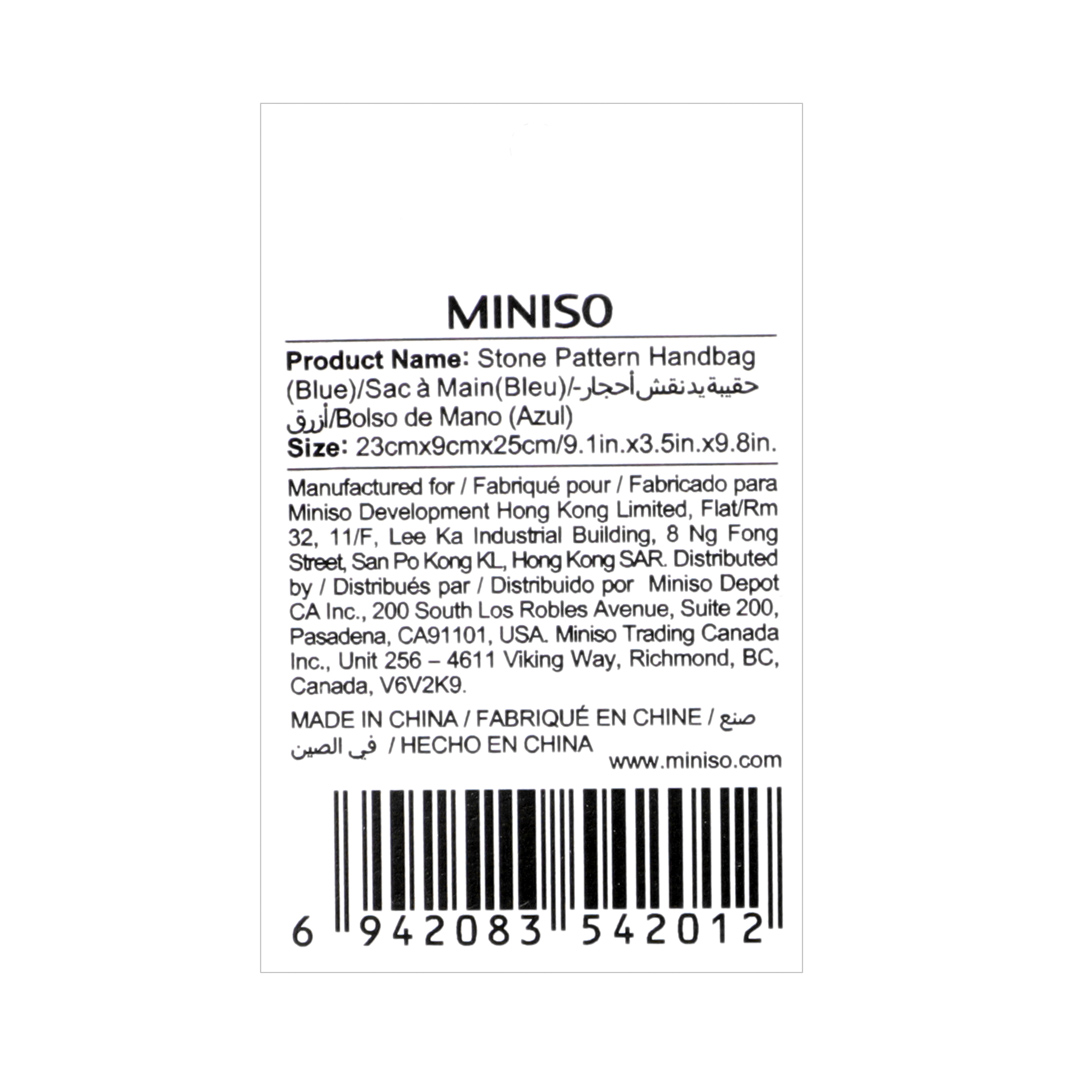 MINISO
Product Name: Stone Pattern Handbag
(Blue)/Sac à Main(Bleu)/حقيبة يد نقش أحجار-
أزرق/Bolso de Mano (Azul)
Size: 23cmx9cmx25cm/9.1in.x3.5in.x9.8in.
Manufactured for / Fabriqué pour / Fabricado para
Miniso Development Hong Kong Limited, Flat/Rm
32, 11/F, Lee Ka Industrial Building, 8 Ng Fong
Street, San Po Kong KL, Hong Kong SAR. Distributed
by / Distribués par / Distribuido por Miniso Depot
CA Inc., 200 South Los Robles Avenue, Suite 200,
Pasadena, CA91101, USA. Miniso Trading Canada
Inc., Unit 256 – 4611 Viking Way, Richmond, BC,
Canada, V6V2K9.
MADE IN CHINA / FABRIQUÉ EN CHINE / صنع
في الصين / HECHO EN CHINA
www.miniso.com
6 942083 542012